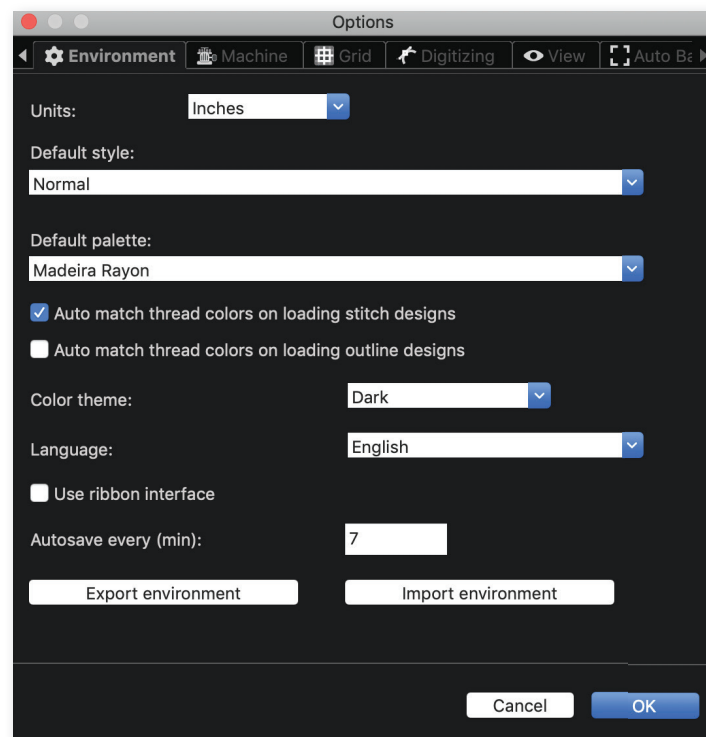 Options
Environment Machine Grid Digitizing View Auto Ba
Units: Inches
Default style:
Normal
Default palette:
Madeira Rayon
Auto match thread colors on loading stitch designs
Auto match thread colors on loading outline designs
Color theme: Dark
Language: English
Use ribbon interface
Autosave every (min): 7
Export environment Import environment
Cancel OK